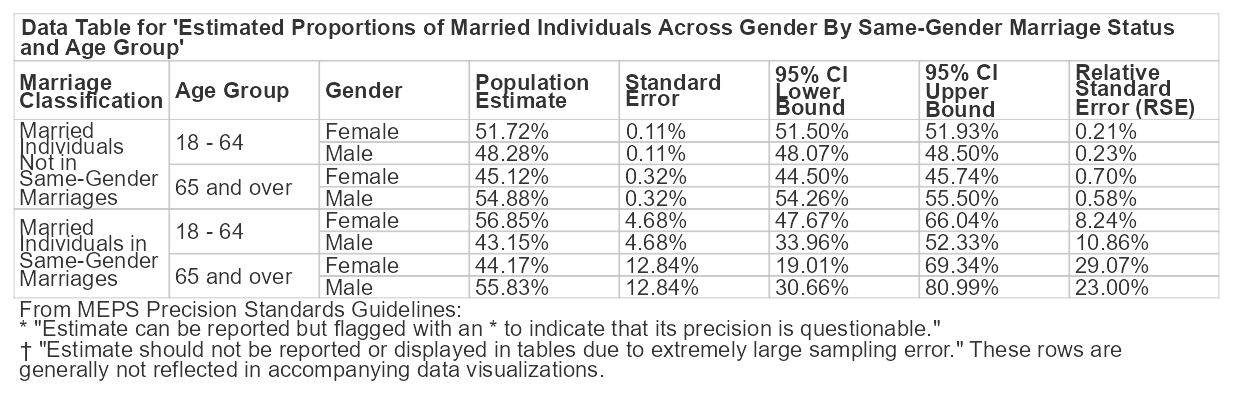 Data Table for 'Estimated Proportions of Married Individuals Across Gender By Same-Gender Marriage Status
and Age Group'
Marriage Classification | Age Group | Gender | Population Estimate | Standard Error | 95% CI Lower Bound | 95% CI Upper Bound | Relative Standard Error (RSE)
Married Individuals Not in Same-Gender Marriages | 18 - 64 | Female | 51.72% | 0.11% | 51.50% | 51.93% | 0.21%
Male | 48.28% | 0.11% | 48.07% | 48.50% | 0.23%
65 and over | Female | 45.12% | 0.32% | 44.50% | 45.74% | 0.70%
Male | 54.88% | 0.32% | 54.26% | 55.50% | 0.58%
Married Individuals in Same-Gender Marriages | 18 - 64 | Female | 56.85% | 4.68% | 47.67% | 66.04% | 8.24%
Male | 43.15% | 4.68% | 33.96% | 52.33% | 10.86%
65 and over | Female | 44.17% | 12.84% | 19.01% | 69.34% | 29.07%
Male | 55.83% | 12.84% | 30.66% | 80.99% | 23.00%
From MEPS Precision Standards Guidelines:
* "Estimate can be reported but flagged with an * to indicate that its precision is questionable."
† "Estimate should not be reported or displayed in tables due to extremely large sampling error." These rows are
generally not reflected in accompanying data visualizations.